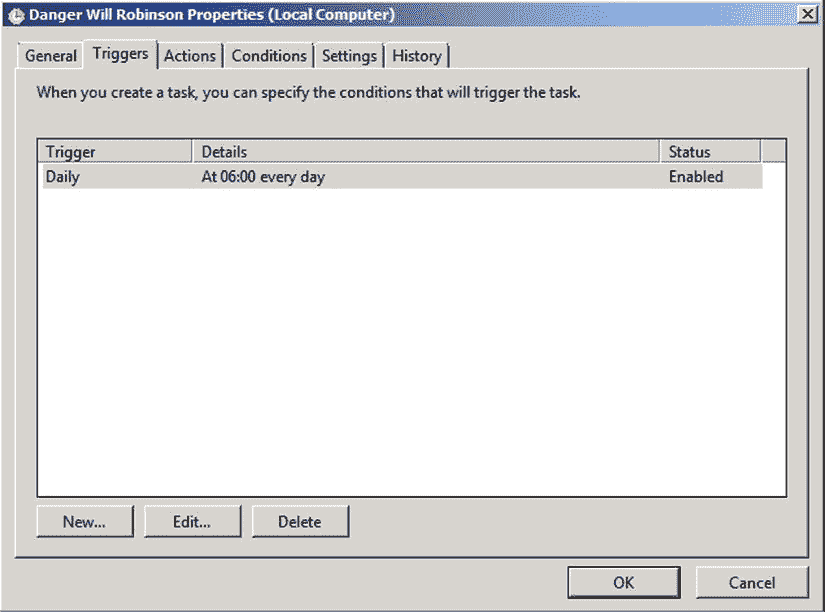 Danger Will Robinson Properties (Local Computer)
General Triggers Actions Conditions Settings History
When you create a task, you can specify the conditions that will trigger the task.
Trigger Details Status
Daily At 06:00 every day Enabled
New... Edit... Delete
OK Cancel